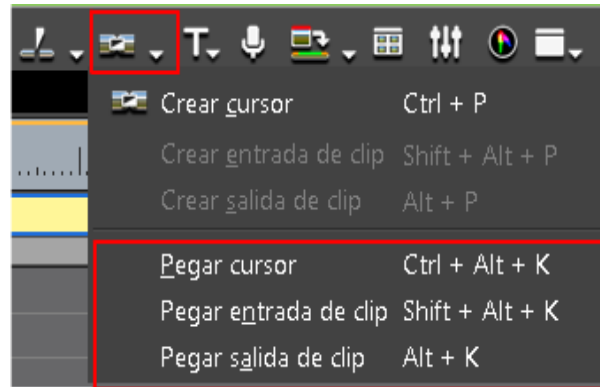 Crear cursor Ctrl + P
Crear entrada de clip Shift + Alt + P
Crear salida de clip Alt + P
Pegar cursor Ctrl + Alt + K
Pegar entrada de clip Shift + Alt + K
Pegar salida de clip Alt + K